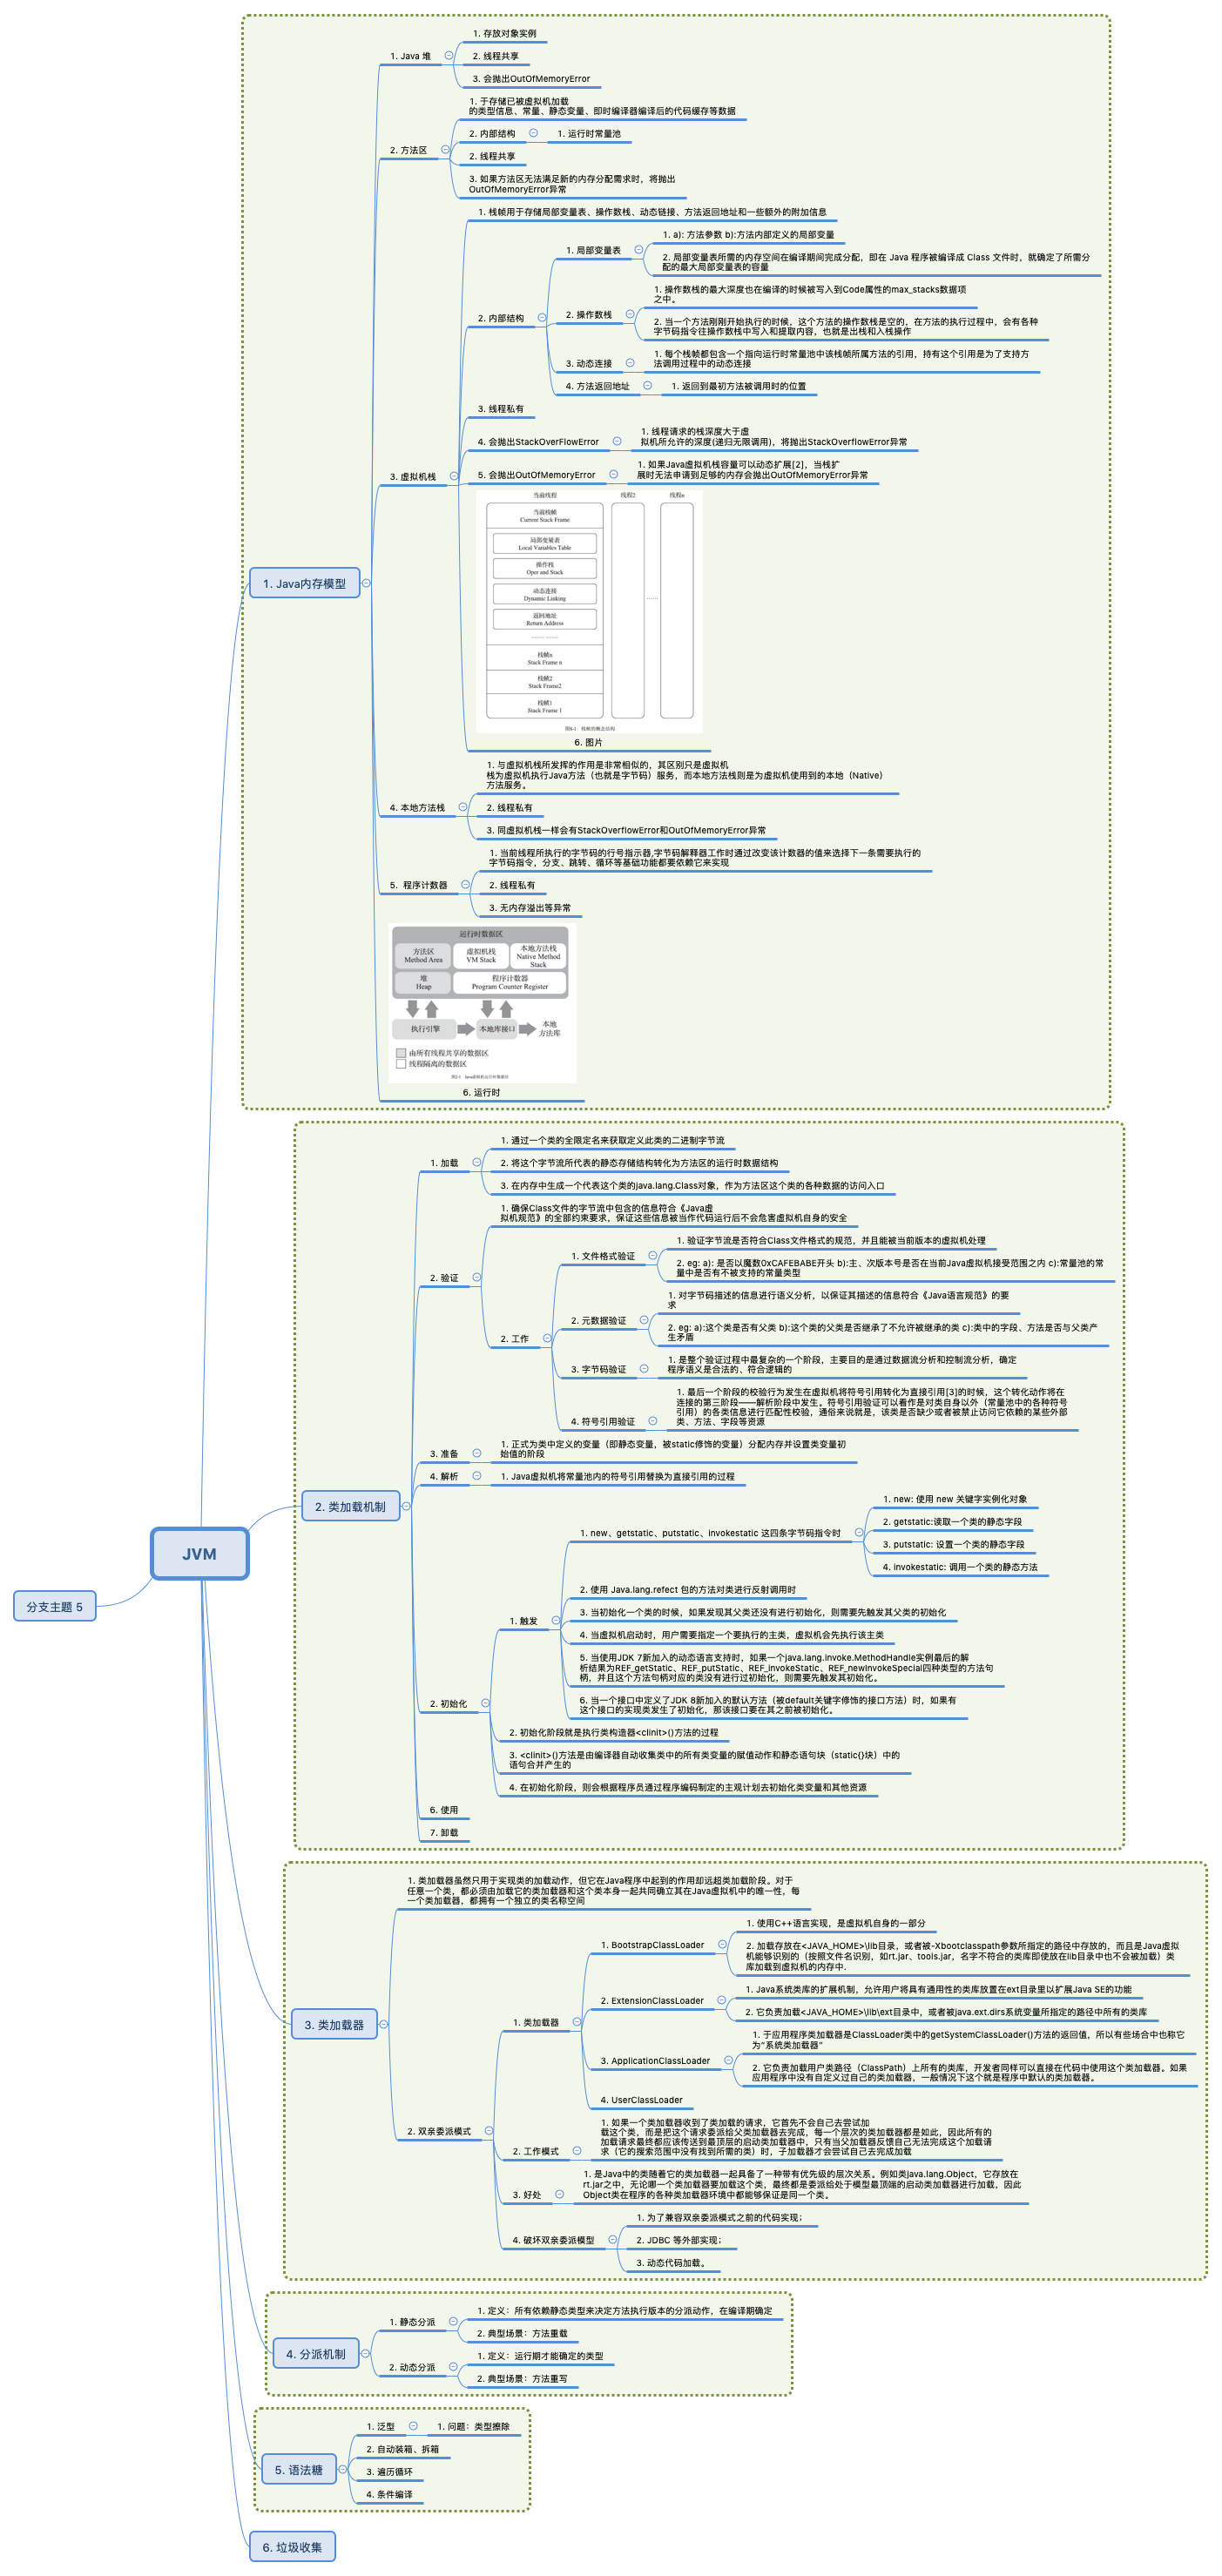 1. Java 堆
1. 存放对象实例
2. 线程共享
3. 会抛出OutOfMemoryError
2. 方法区
1. 于存储已被虚拟机加载
的类型信息、常量、静态变量、即时编译器编译后的代码缓存等数据
2. 内部结构
1. 运行时常量池
2. 线程共享
3. 如果方法区无法满足新的内存分配需求时，将抛出
OutOfMemoryError异常
3. 虚拟机栈
1. 栈帧用于存储局部变量表、操作数栈、动态链接、方法返回地址和一些额外的附加信息
2. 内部结构
1. 局部变量表
1. a): 方法参数 b):方法内部定义的局部变量
2. 局部变量表所需的内存空间在编译期间完成分配，即在 Java 程序被编译成 Class 文件时，就确定了所需分
配的最大局部变量表的容量
2. 操作数栈
1. 操作数栈的最大深度也在编译的时候被写入到Code属性的max_stacks数据项
之中。
2. 当一个方法刚刚开始执行的时候，这个方法的操作数栈是空的，在方法的执行过程中，会有各种
字节码指令往操作数栈中写入和提取内容，也就是出栈和入栈操作
3. 动态连接
1. 每个栈帧都包含一个指向运行时常量池中该栈帧所属方法的引用，持有这个引用是为了支持方
法调用过程中的动态连接
4. 方法返回地址
1. 返回到最初方法被调用时的位置
3. 线程私有
4. 会抛出StackOverFlowError
1. 线程请求的栈深度大于虚
拟机所允许的深度(递归无限调用)，将抛出StackOverflowError异常
5. 会抛出OutOfMemoryError
1. 如果Java虚拟机栈容量可以动态扩展[2]，当栈扩
展时无法申请到足够的内存会抛出OutOfMemoryError异常
当前线程
线程2
线程n
当前栈帧
Current Stack Frame
局部变量表
Local Variables Table
操作栈
Oper and Stack
动态连接
Dynamic Linking
返回地址
Return Address
...... ......
......
栈帧n
Stack Frame n
栈帧2
Stack Frame2
栈帧1
Stack Frame 1
图8-1 栈帧的概念结构
6. 图片
1. Java内存模型
4. 本地方法栈
1. 与虚拟机栈所发挥的作用是非常相似的，其区别只是虚拟机
栈为虚拟机执行Java方法（也就是字节码）服务，而本地方法栈则是为虚拟机使用到的本地（Native）
方法服务。
2. 线程私有
3. 同虚拟机栈一样会有StackOverflowError和OutOfMemoryError异常
5. 程序计数器
1. 当前线程所执行的字节码的行号指示器,字节码解释器工作时通过改变该计数器的值来选择下一条需要执行的
字节码指令，分支、跳转、循环等基础功能都要依赖它来实现
2. 线程私有
3. 无内存溢出等异常
运行时数据区
方法区
Method Area
虚拟机栈
VM Stack
本地方法栈
Native Method
Stack
堆
Heap
程序计数器
Program Counter Register
执行引擎
本地库接口
本地
方法库
由所有线程共享的数据区
线程隔离的数据区
图2-1 Java虚拟机运行时数据区
6. 运行时
2. 类加载机制
1. 加载
1. 通过一个类的全限定名来获取定义此类的二进制字节流
2. 将这个字节流所代表的静态存储结构转化为方法区的运行时数据结构
3. 在内存中生成一个代表这个类的java.lang.Class对象，作为方法区这个类的各种数据的访问入口
2. 验证
1. 确保Class文件的字节流中包含的信息符合《Java虚
拟机规范》的全部约束要求，保证这些信息被当作代码运行后不会危害虚拟机自身的安全
2. 工作
1. 文件格式验证
1. 验证字节流是否符合Class文件格式的规范，并且能被当前版本的虚拟机处理
2. eg: a): 是否以魔数0xCAFEBABE开头 b):主、次版本号是否在当前Java虚拟机接受范围之内 c):常量池的常
量中是否有不被支持的常量类型
2. 元数据验证
1. 对字节码描述的信息进行语义分析，以保证其描述的信息符合《Java语言规范》的要
求
2. eg: a):这个类是否有父类 b):这个类的父类是否继承了不允许被继承的类 c):类中的字段、方法是否与父类产
生矛盾
3. 字节码验证
1. 是整个验证过程中最复杂的一个阶段，主要目的是通过数据流分析和控制流分析，确定
程序语义是合法的、符合逻辑的
4. 符号引用验证
1. 最后一个阶段的校验行为发生在虚拟机将符号引用转化为直接引用[3]的时候，这个转化动作将在
连接的第三阶段——解析阶段中发生。符号引用验证可以看作是对类自身以外（常量池中的各种符号
引用）的各类信息进行匹配性校验，通俗来说就是，该类是否缺少或者被禁止访问它依赖的某些外部
类、方法、字段等资源
3. 准备
1. 正式为类中定义的变量（即静态变量，被static修饰的变量）分配内存并设置类变量初
始值的阶段
4. 解析
1. Java虚拟机将常量池内的符号引用替换为直接引用的过程
2. 初始化
1. 触发
1. new、getstatic、putstatic、invokestatic 这四条字节码指令时
1. new: 使用 new 关键字实例化对象
2. getstatic:读取一个类的静态字段
3. putstatic: 设置一个类的静态字段
4. invokestatic: 调用一个类的静态方法
2. 使用 Java.lang.refect 包的方法对类进行反射调用时
3. 当初始化一个类的时候，如果发现其父类还没有进行初始化，则需要先触发其父类的初始化
4. 当虚拟机启动时，用户需要指定一个要执行的主类，虚拟机会先执行该主类
5. 当使用JDK 7新加入的动态语言支持时，如果一个java.lang.invoke.MethodHandle实例最后的解
析结果为REF_getStatic、REF_putStatic、REF_invokeStatic、REF_newInvokeSpecial四种类型的方法句
柄，并且这个方法句柄对应的类没有进行过初始化，则需要先触发其初始化。
6. 当一个接口中定义了JDK 8新加入的默认方法（被default关键字修饰的接口方法）时，如果有
这个接口的实现类发生了初始化，那该接口要在其之前被初始化。
2. 初始化阶段就是执行类构造器<clinit>()方法的过程
3. <clinit>()方法是由编译器自动收集类中的所有类变量的赋值动作和静态语句块（static{}块）中的
语句合并产生的
4. 在初始化阶段，则会根据程序员通过程序编码制定的主观计划去初始化类变量和其他资源
6. 使用
7. 卸载
JVM
分支主题 5
3. 类加载器
1. 类加载器虽然只用于实现类的加载动作，但它在Java程序中起到的作用却远超类加载阶段。对于
任意一个类，都必须由加载它的类加载器和这个类本身一起共同确立其在Java虚拟机中的唯一性，每
一个类加载器，都拥有一个独立的类名称空间
2. 双亲委派模式
1. 类加载器
1. BootstrapClassLoader
1. 使用C++语言实现，是虚拟机自身的一部分
2. 加载存放在<JAVA_HOME>\lib目录，或者被-Xbootclasspath参数所指定的路径中存放的，而且是Java虚拟
机能够识别的（按照文件名识别，如rt.jar、tools.jar，名字不符合的类库即使放在lib目录中也不会被加载）类
库加载到虚拟机的内存中.
2. ExtensionClassLoader
1. Java系统类库的扩展机制，允许用户将具有通用性的类库放置在ext目录里以扩展Java SE的功能
2. 它负责加载<JAVA_HOME>\lib\ext目录中，或者被java.ext.dirs系统变量所指定的路径中所有的类库
3. ApplicationClassLoader
1. 于应用程序类加载器是ClassLoader类中的getSystemClassLoader()方法的返回值，所以有些场合中也称它
为“系统类加载器”
2. 它负责加载用户类路径（ClassPath）上所有的类库，开发者同样可以直接在代码中使用这个类加载器。如果
应用程序中没有自定义过自己的类加载器，一般情况下这个就是程序中默认的类加载器。
4. UserClassLoader
2. 工作模式
1. 如果一个类加载器收到了类加载的请求，它首先不会自己去尝试加
载这个类，而是把这个请求委派给父类加载器去完成，每一个层次的类加载器都是如此，因此所有的
加载请求最终都应该传送到最顶层的启动类加载器中，只有当父加载器反馈自己无法完成这个加载请
求（它的搜索范围中没有找到所需的类）时，子加载器才会尝试自己去完成加载
3. 好处
1. 是Java中的类随着它的类加载器一起具备了一种带有优先级的层次关系。例如类java.lang.Object，它存放在
rt.jar之中，无论哪一个类加载器要加载这个类，最终都是委派给处于模型最顶端的启动类加载器进行加载，因此
Object类在程序的各种类加载器环境中都能够保证是同一个类。
4. 破坏双亲委派模型
1. 为了兼容双亲委派模式之前的代码实现；
2. JDBC 等外部实现；
3. 动态代码加载。
4. 分派机制
1. 静态分派
1. 定义：所有依赖静态类型来决定方法执行版本的分派动作，在编译期确定
2. 典型场景：方法重载
2. 动态分派
1. 定义：运行期才能确定的类型
2. 典型场景：方法重写
5. 语法糖
1. 泛型
1. 问题：类型擦除
2. 自动装箱、拆箱
3. 遍历循环
4. 条件编译
6. 垃圾收集